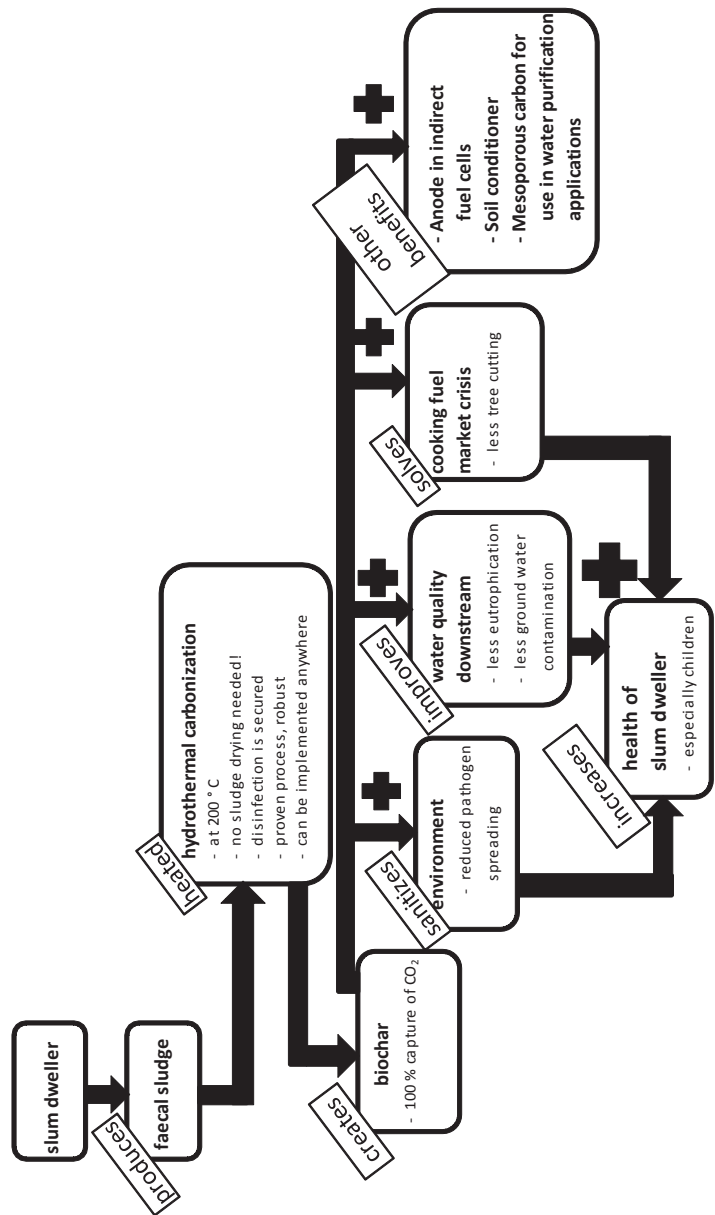 slum dweller
produces
faecal sludge
heated
hydrothermal carbonization
- at 200 °C
- no sludge drying needed!
- disinfection is secured
- proven process, robust
- can be implemented anywhere
creates
biochar
- 100 % capture of CO₂
sanitizes
environment
- reduced pathogen
spreading
improves
water quality
downstream
- less eutrophication
- less ground water
contamination
solves
cooking fuel
market crisis
- less tree cutting
other
benefits
- Anode in indirect
fuel cells
- Soil conditioner
- Mesoporous carbon for
use in water purification
applications
increases
health of
slum dweller
- especially children